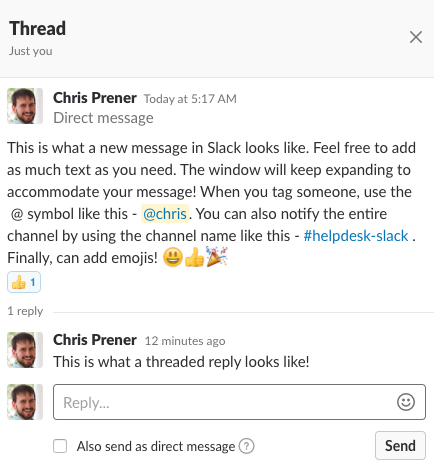 Thread
Just you
Chris Prener Today at 5:17 AM
Direct message
This is what a new message in Slack looks like. Feel free to add
as much text as you need. The window will keep expanding to
accommodate your message! When you tag someone, use the
@ symbol like this - @chris. You can also notify the entire
channel by using the channel name like this - #helpdesk-slack .
Finally, can add emojis! 😃👍🎉
👍 1
1 reply
Chris Prener 12 minutes ago
This is what a threaded reply looks like!
Reply...
Also send as direct message ?
Send